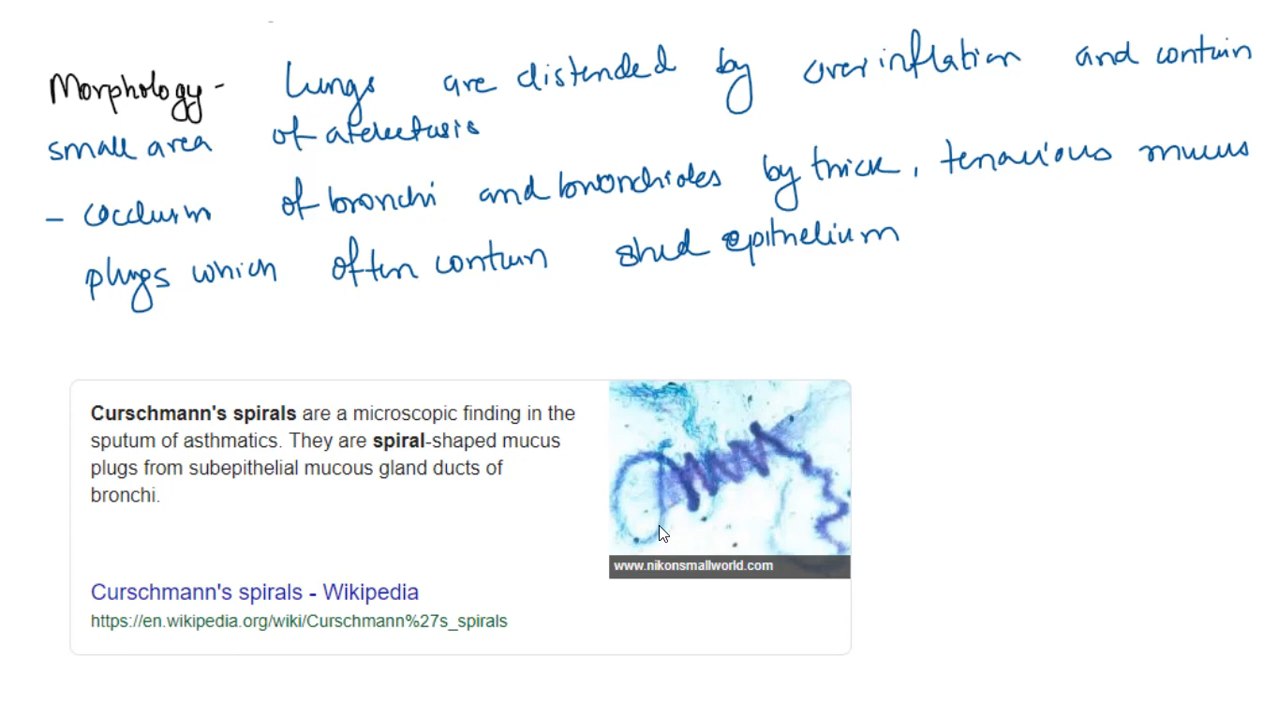 Morphology - Lungs are distended by overinflation and contain
small area of atelectasis
- occlusion of bronchi and bronchioles by thick, tenacious mucus
plugs which often contain shed epithelium
Curschmann's spirals are a microscopic finding in the
sputum of asthmatics. They are spiral-shaped mucus
plugs from subepithelial mucous gland ducts of
bronchi.
www.nikonsmallworld.com
Curschmann's spirals - Wikipedia
https://en.wikipedia.org/wiki/Curschmann%27s_spirals